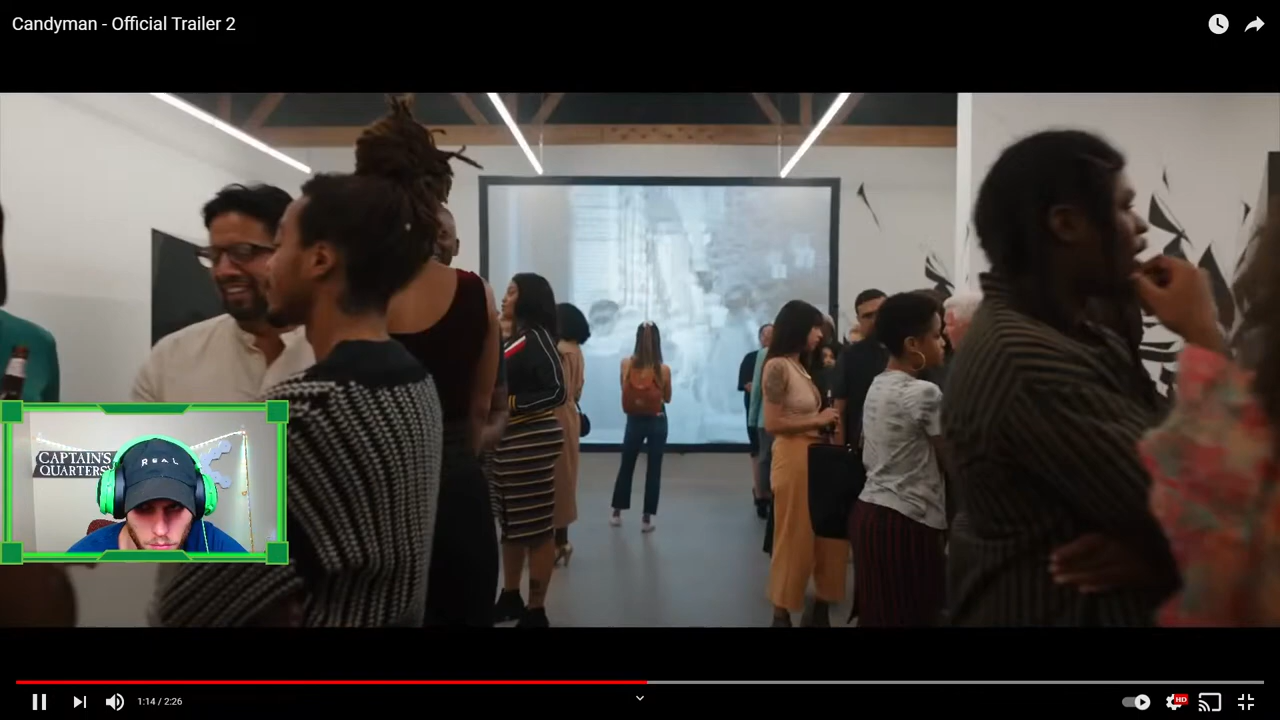 Candyman - Official Trailer 2
CAPTAIN'S
QUARTERS
REAL
1:14 / 2:26
HD